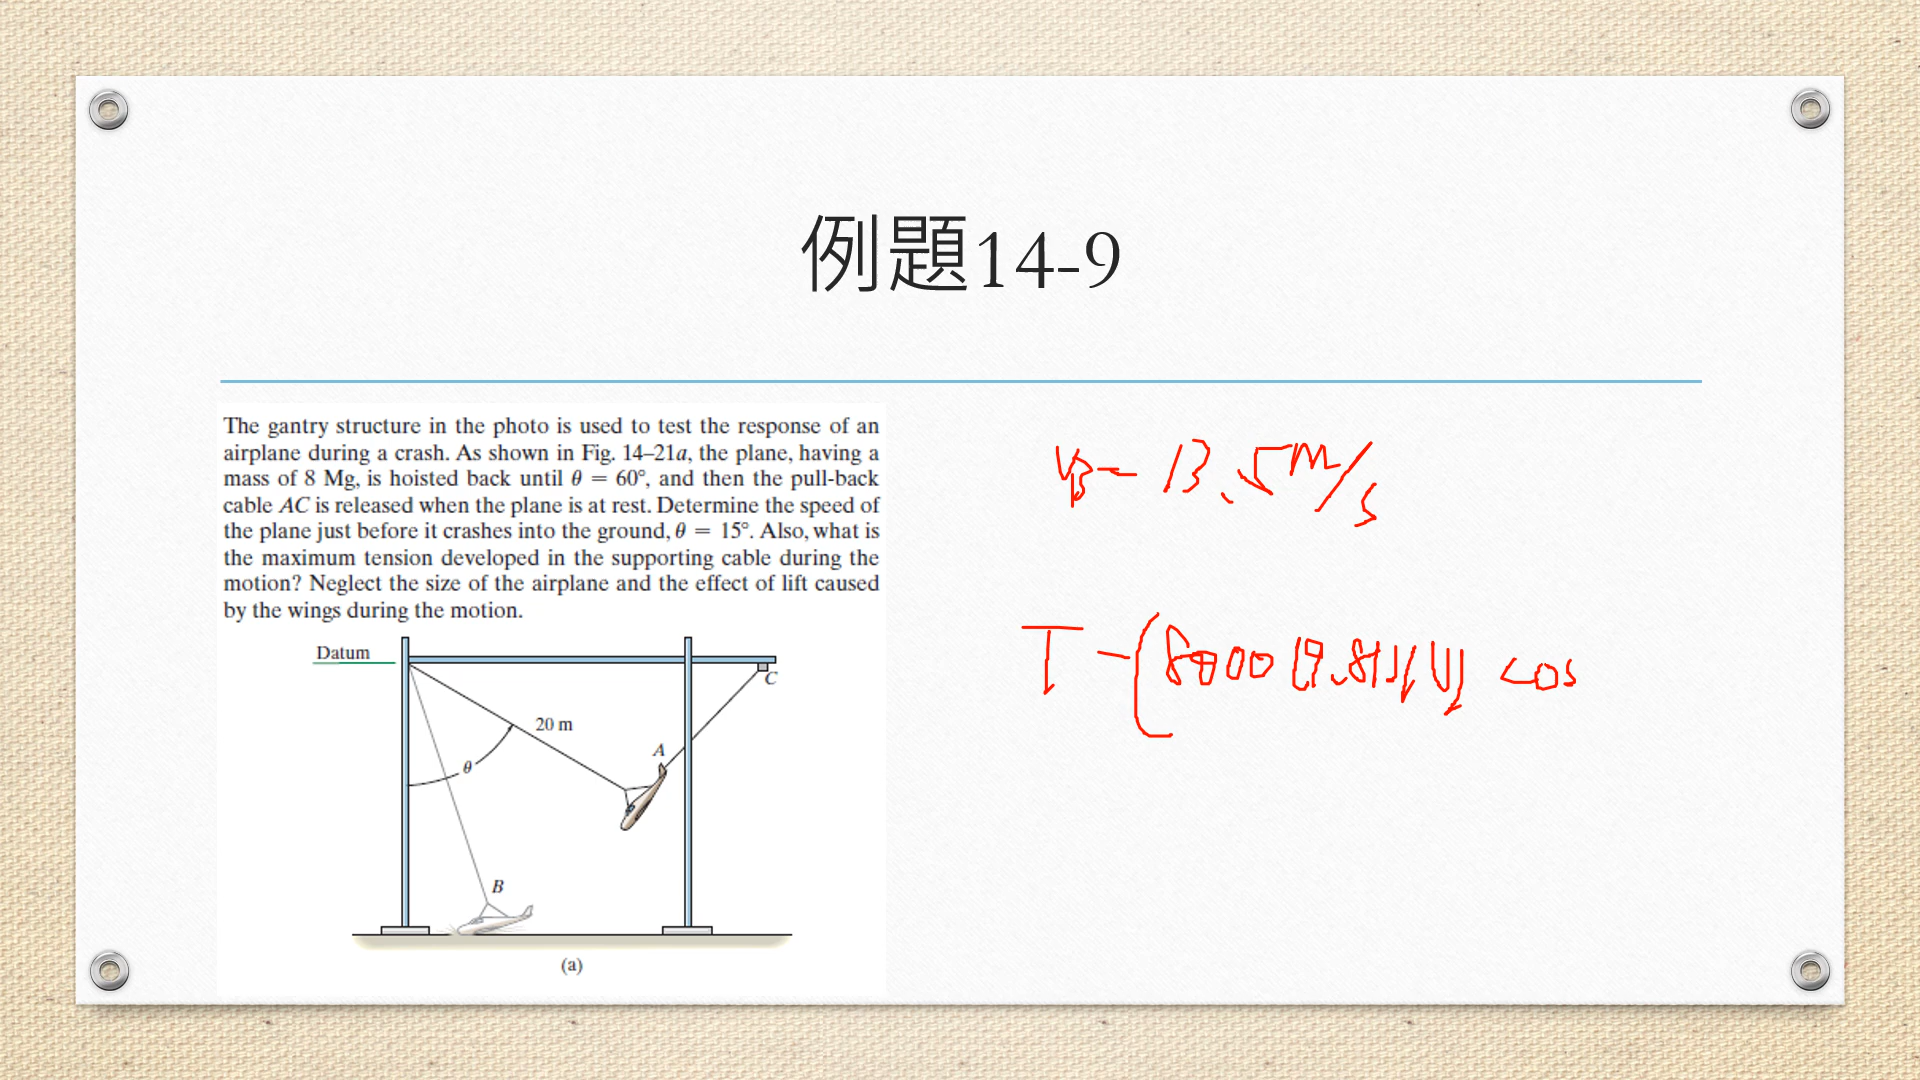 例題14-9
The gantry structure in the photo is used to test the response of an
airplane during a crash. As shown in Fig. 14–21a, the plane, having a
mass of 8 Mg, is hoisted back until θ = 60°, and then the pull-back
cable AC is released when the plane is at rest. Determine the speed of
the plane just before it crashes into the ground, θ = 15°. Also, what is
the maximum tension developed in the supporting cable during the
motion? Neglect the size of the airplane and the effect of lift caused
by the wings during the motion.
Datum
C
20 m
A
θ
B
(a)
VB= 13.5m/s
T-(8000(9.81) N) cos